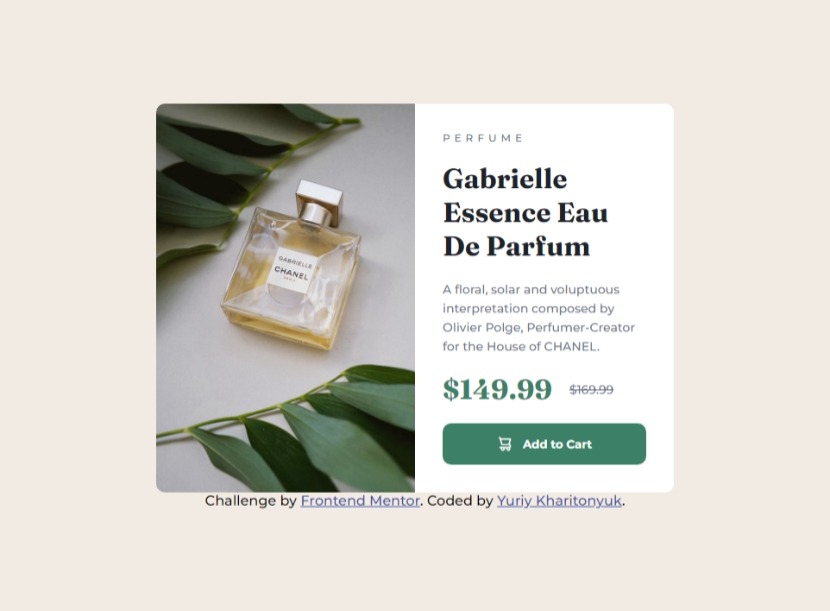 GABRIELLE
CHANEL
PARIS
PERFUME
Gabrielle
Essence Eau
De Parfum
A floral, solar and voluptuous
interpretation composed by
Olivier Polge, Perfumer-Creator
for the House of CHANEL.
$149.99 $169.99
Add to Cart
Challenge by Frontend Mentor. Coded by Yuriy Kharitonyuk.